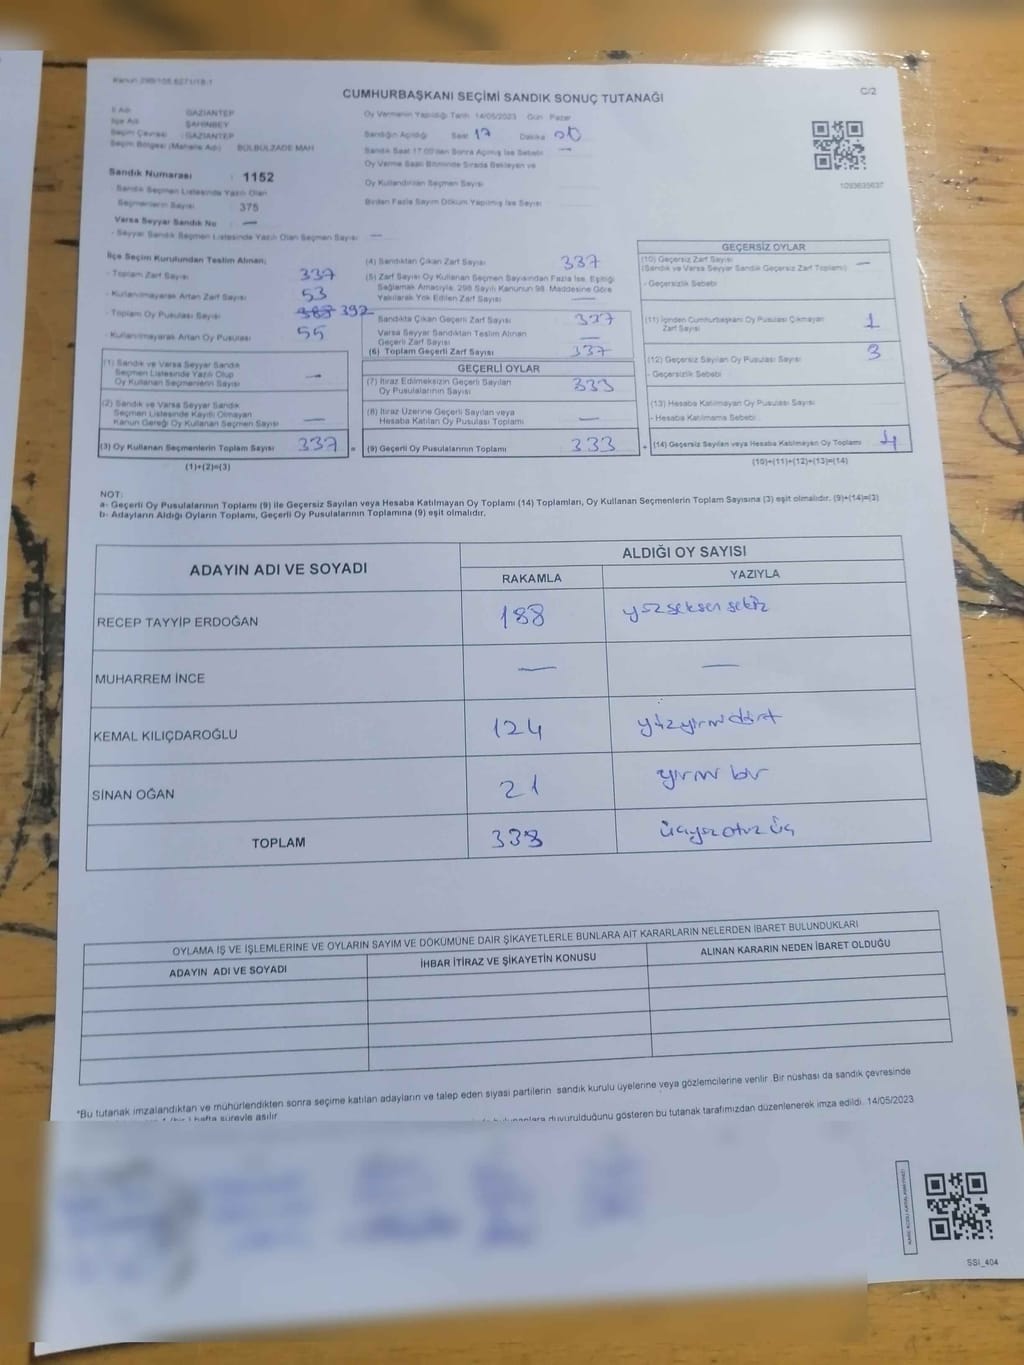 Kanun 298/105.6271/18-1
C/2
CUMHURBAŞKANI SEÇİMİ SANDIK SONUÇ TUTANAĞI
İl Adı : GAZİANTEP
İlçe Adı : ŞAHİNBEY
Seçim Çevresi : GAZİANTEP
Seçim Bölgesi (Mahalle Adı) : BÜLBÜLZADE MAH
Oy Vermenin Yapıldığı Tarih 14/05/2023 Gün Pazar
Sandığın Açıldığı Saat 17 Dakika 00
Sandık Saat 17.00'den Sonra Açılmış İse Sebebi —
Oy Verme Saati Bitiminde Sırada Bekleyen ve
Oy Kullandırılan Seçmen Sayısı
Birden Fazla Sayım Döküm Yapılmış İse Sayısı
1093635637
Sandık Numarası : 1152
- Sandık Seçmen Listesinde Yazılı Olan
Seçmenlerin Sayısı 375
Varsa Seyyar Sandık No —
- Seyyar Sandık Seçmen Listesinde Yazılı Olan Seçmen Sayısı —
İlçe Seçim Kurulundan Teslim Alınan;
- Toplam Zarf Sayısı 337
- Kullanılmayarak Artan Zarf Sayısı 53
- Toplam Oy Pusulası Sayısı 392
- Kullanılmayarak Artan Oy Pusulası 55
(1) Sandık ve Varsa Seyyar Sandık
Seçmen Listesinde Yazılı Olup
Oy Kullanan Seçmenlerin Sayısı —
(2) Sandık ve Varsa Seyyar Sandık
Seçmen Listesinde Kayıtlı Olmayan
Kanun Gereği Oy Kullanan Seçmen Sayısı —
(3) Oy Kullanan Seçmenlerin Toplam Sayısı 337
(1)+(2)=(3)
(4) Sandıktan Çıkan Zarf Sayısı 337
(5) Zarf Sayısı Oy Kullanan Seçmen Sayısından Fazla İse, Eşitliği
Sağlamak Amacıyla, 298 Sayılı Kanunun 98. Maddesine Göre
Yakılarak Yok Edilen Zarf Sayısı —
Sandıkta Çıkan Geçerli Zarf Sayısı 337
Varsa Seyyar Sandıktan Teslim Alınan
Geçerli Zarf Sayısı —
(6) Toplam Geçerli Zarf Sayısı 337
GEÇERLİ OYLAR
(7) İtiraz Edilmeksizin Geçerli Sayılan
Oy Pusulalarının Sayısı 333
(8) İtiraz Üzerine Geçerli Sayılan veya
Hesaba Katılan Oy Pusulası Toplamı —
= (9) Geçerli Oy Pusulalarının Toplamı 333
GEÇERSİZ OYLAR
(10) Geçersiz Zarf Sayısı
(Sandık ve Varsa Seyyar Sandık Geçersiz Zarf Toplamı) —
- Geçersizlik Sebebi
(11) İçinden Cumhurbaşkanı Oy Pusulası Çıkmayan
Zarf Sayısı 1
(12) Geçersiz Sayılan Oy Pusulası Sayısı 3
- Geçersizlik Sebebi
(13) Hesaba Katılmayan Oy Pusulası Sayısı
- Hesaba Katılmama Sebebi
+ (14) Geçersiz Sayılan veya Hesaba Katılmayan Oy Toplamı 4
(10)+(11)+(12)+(13)=(14)
NOT:
a- Geçerli Oy Pusulalarının Toplamı (9) ile Geçersiz Sayılan veya Hesaba Katılmayan Oy Toplamı (14) Toplamları, Oy Kullanan Seçmenlerin Toplam Sayısına (3) eşit olmalıdır. (9)+(14)=(3)
b- Adayların Aldığı Oyların Toplamı, Geçerli Oy Pusulalarının Toplamına (9) eşit olmalıdır.
ADAYIN ADI VE SOYADI
ALDIĞI OY SAYISI
RAKAMLA YAZIYLA
RECEP TAYYİP ERDOĞAN 188 yüzseksen sekiz
MUHARREM İNCE — —
KEMAL KILIÇDAROĞLU 124 yüzyirmi dört
SİNAN OĞAN 21 yirmi bir
TOPLAM 333 üçyüz otuz üç
OYLAMA İŞ VE İŞLEMLERİNE VE OYLARIN SAYIM VE DÖKÜMÜNE DAİR ŞİKAYETLERLE BUNLARA AİT KARARLARIN NELERDEN İBARET BULUNDUKLARI
ADAYIN ADI VE SOYADI İHBAR İTİRAZ VE ŞİKAYETİN KONUSU ALINAN KARARIN NEDEN İBARET OLDUĞU
*Bu tutanak imzalandıktan ve mühürlendikten sonra seçime katılan adayların ve talep eden siyasi partilerin sandık kurulu üyelerine veya gözlemcilerine verilir .Bir nüshası da sandık çevresinde
hafta süreyle asılır. duyurulduğunu gösteren bu tutanak tarafımızdan düzenlenerek imza edildi. 14/05/2023
SSI_404